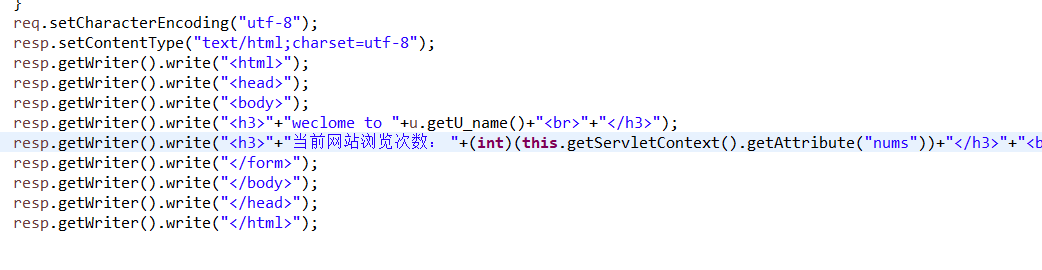 }
req.setCharacterEncoding("utf-8");
resp.setContentType("text/html;charset=utf-8");
resp.getWriter().write("<html>");
resp.getWriter().write("<head>");
resp.getWriter().write("<body>");
resp.getWriter().write("<h3>"+"weclome to "+u.getU_name()+"<br>"+"</h3>");
resp.getWriter().write("<h3>"+"当前网站浏览次数： "+(int)(this.getServletContext().getAttribute("nums"))+"</h3>"+"<b
resp.getWriter().write("</form>");
resp.getWriter().write("</body>");
resp.getWriter().write("</head>");
resp.getWriter().write("</html>");